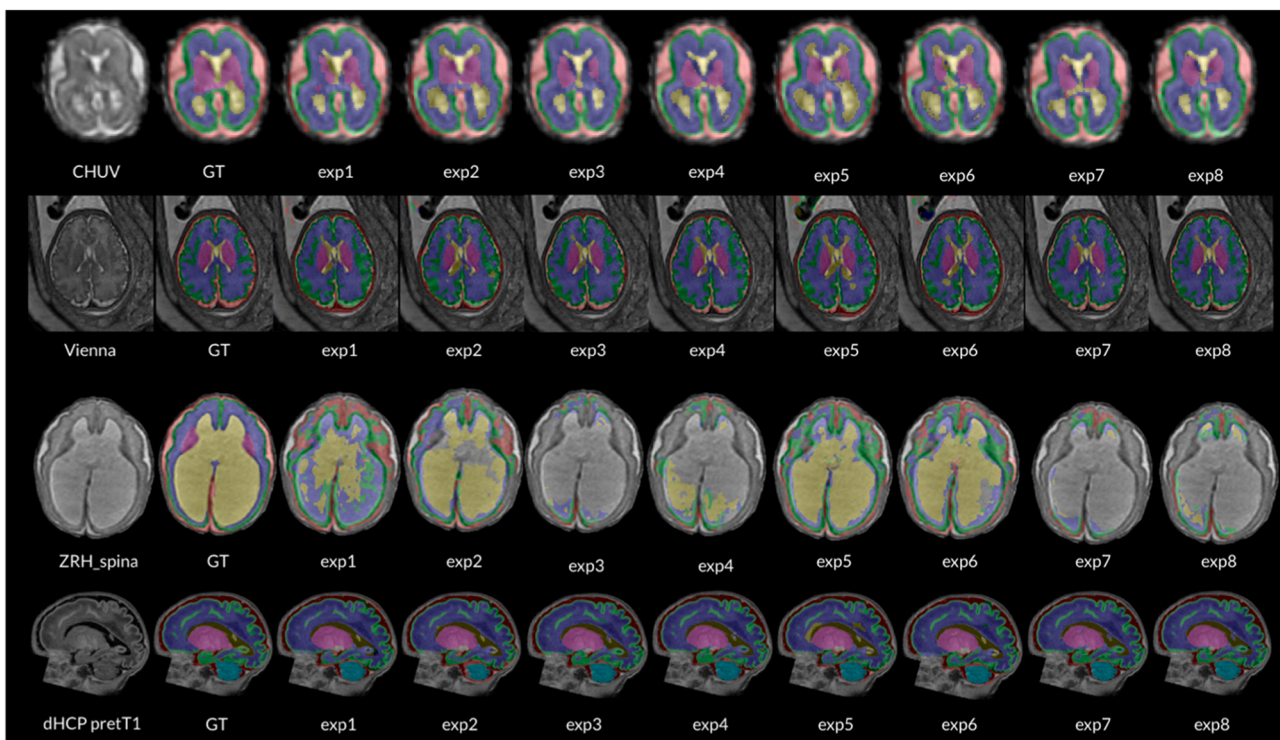 CHUV GT exp1 exp2 exp3 exp4 exp5 exp6 exp7 exp8
Vienna GT exp1 exp2 exp3 exp4 exp5 exp6 exp7 exp8
ZRH_spina GT exp1 exp2 exp3 exp4 exp5 exp6 exp7 exp8
dHCP pretT1 GT exp1 exp2 exp3 exp4 exp5 exp6 exp7 exp8